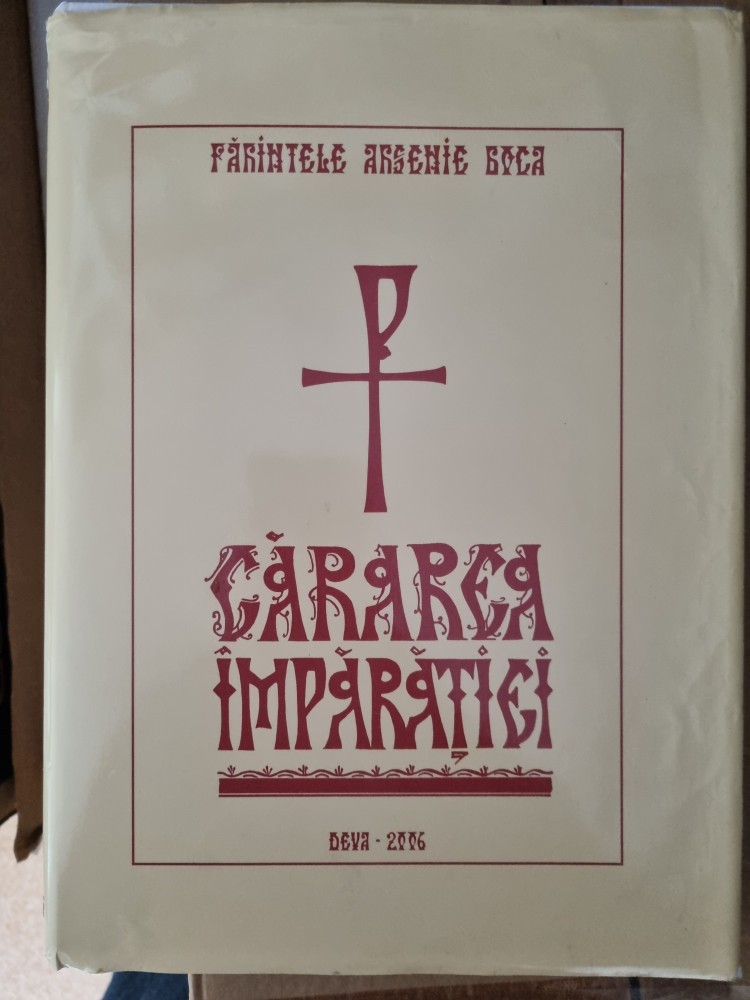 PĂRINTELE ARSENIE BOCA
CĂRAREA
ÎMPĂRĂȚIEI
DEVA - 2006